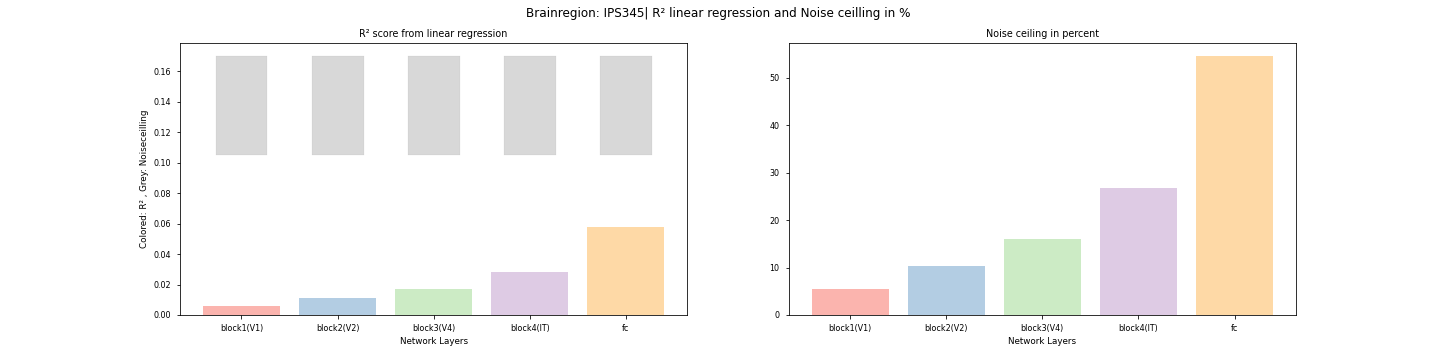 Brainregion: IPS345| R² linear regression and Noise ceilling in %
R² score from linear regression
Colored: R² , Grey: Noiseceilling
0.16
0.14
0.12
0.10
0.08
0.06
0.04
0.02
0.00
block1(V1) block2(V2) block3(V4) block4(IT) fc
Network Layers
Noise ceiling in percent
50
40
30
20
10
0
block1(V1) block2(V2) block3(V4) block4(IT) fc
Network Layers